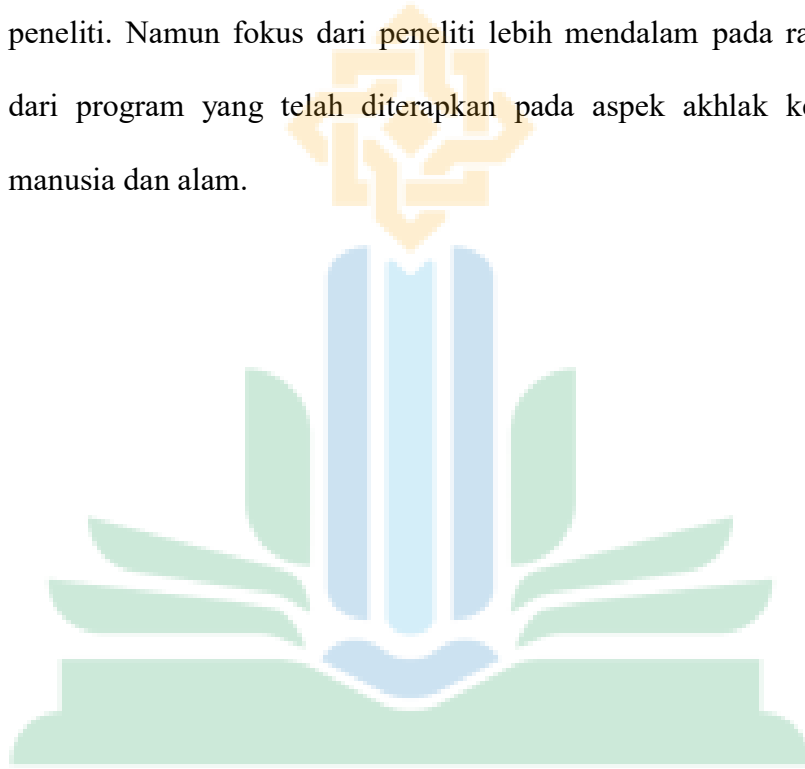 peneliti. Namun fokus dari peneliti lebih mendalam pada
dari program yang telah diterapkan pada aspek akhlak
manusia dan alam.